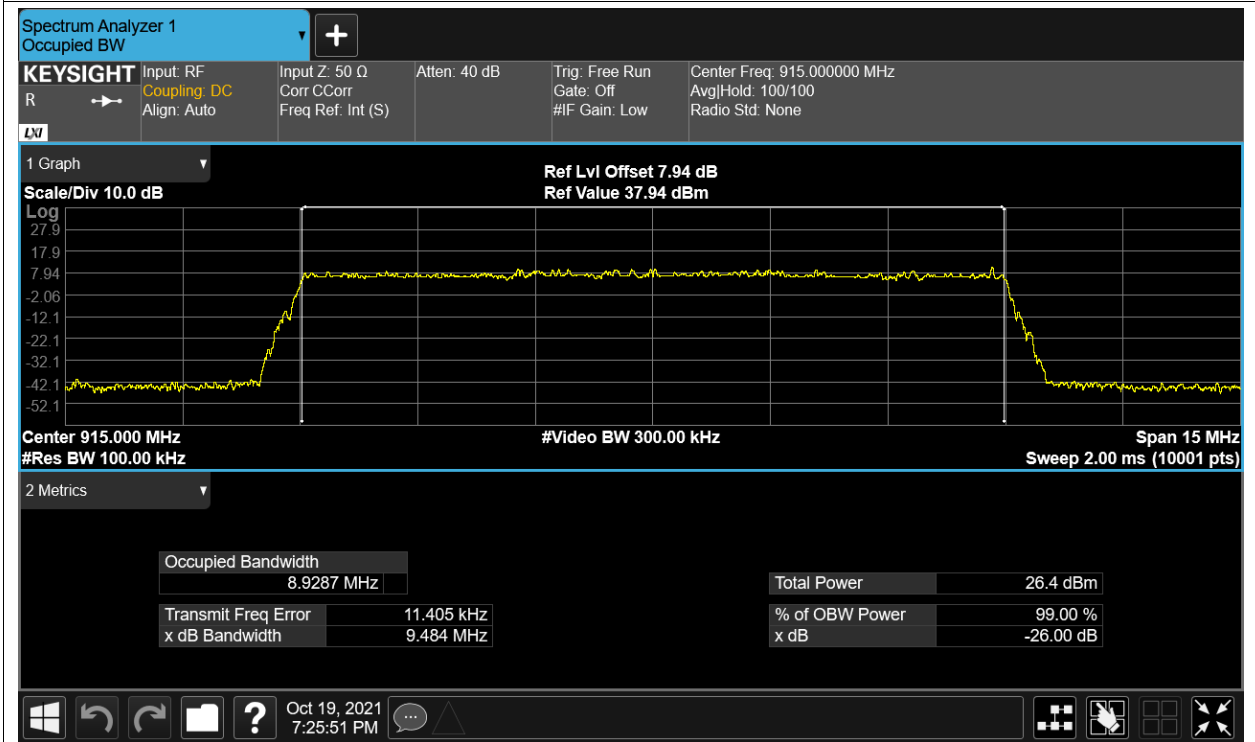 Spectrum Analyzer 1
Occupied BW
KEYSIGHT
R
LXI
Input: RF
Coupling: DC
Align: Auto
Input Z: 50 Ω
Corr CCorr
Freq Ref: Int (S)
Atten: 40 dB
Trig: Free Run
Gate: Off
#IF Gain: Low
Center Freq: 915.000000 MHz
Avg|Hold: 100/100
Radio Std: None
1 Graph
Scale/Div 10.0 dB
Ref Lvl Offset 7.94 dB
Ref Value 37.94 dBm
Log
27.9
17.9
7.94
-2.06
-12.1
-22.1
-32.1
-42.1
-52.1
Center 915.000 MHz
#Res BW 100.00 kHz
#Video BW 300.00 kHz
Span 15 MHz
Sweep 2.00 ms (10001 pts)
2 Metrics
Occupied Bandwidth
8.9287 MHz
Transmit Freq Error 11.405 kHz
x dB Bandwidth 9.484 MHz
Total Power 26.4 dBm
% of OBW Power 99.00 %
x dB -26.00 dB
?
Oct 19, 2021
7:25:51 PM